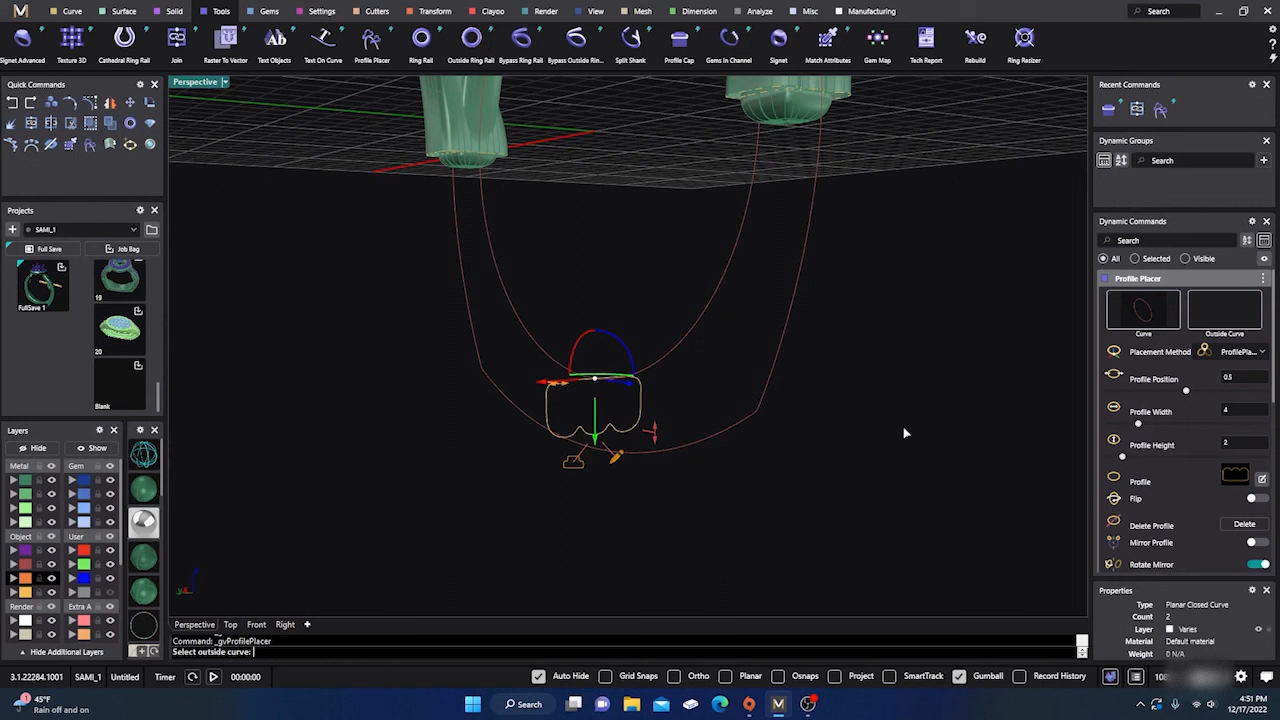 Curve Surface Solid Tools Gems Settings Cutters Transform Clayoo Render View Mesh Dimension Analyze Misc Manufacturing Search
Signet Advanced Texture 3D Cathedral Ring Rail Join Raster To Vector Text Objects Text On Curve Profile Placer Ring Rail Outside Ring Rail Bypass Ring Rail Bypass Outside Rin... Split Shank Profile Cap Gems In Channel Signet Match Attributes Gem Map Tech Report Rebuild Ring Resizer
Quick Commands
Perspective
Recent Commands
Dynamic Groups
Search
Projects
SAMI_1
Full Save Job Bag
FullSave 1
19
20
Blank
Dynamic Commands
Search
All Selected Visible
Profile Placer
Curve Outside Curve
Placement Method ProfilePla...
Profile Position 0.5
Profile Width 4
Profile Height 2
Profile
Flip
Delete Profile Delete
Mirror Profile
Rotate Mirror
Layers
Hide Show
Metal Gem
Object User
Render Extra A
Hide Additional Layers
Properties
Type Planar Closed Curve
Count 2
Layer Varies
Material Default material
Weight 0 N/A
Perspective Top Front Right
Command: _gvProfilePlacer
Select outside curve:
3.1.22284.1001 SAMI_1 Untitled Timer 00:00:00 Auto Hide Grid Snaps Ortho Planar Osnaps Project SmartTrack Gumball Record History
45°F
Rain off and on
Search
4:51 PM
12/17/2022